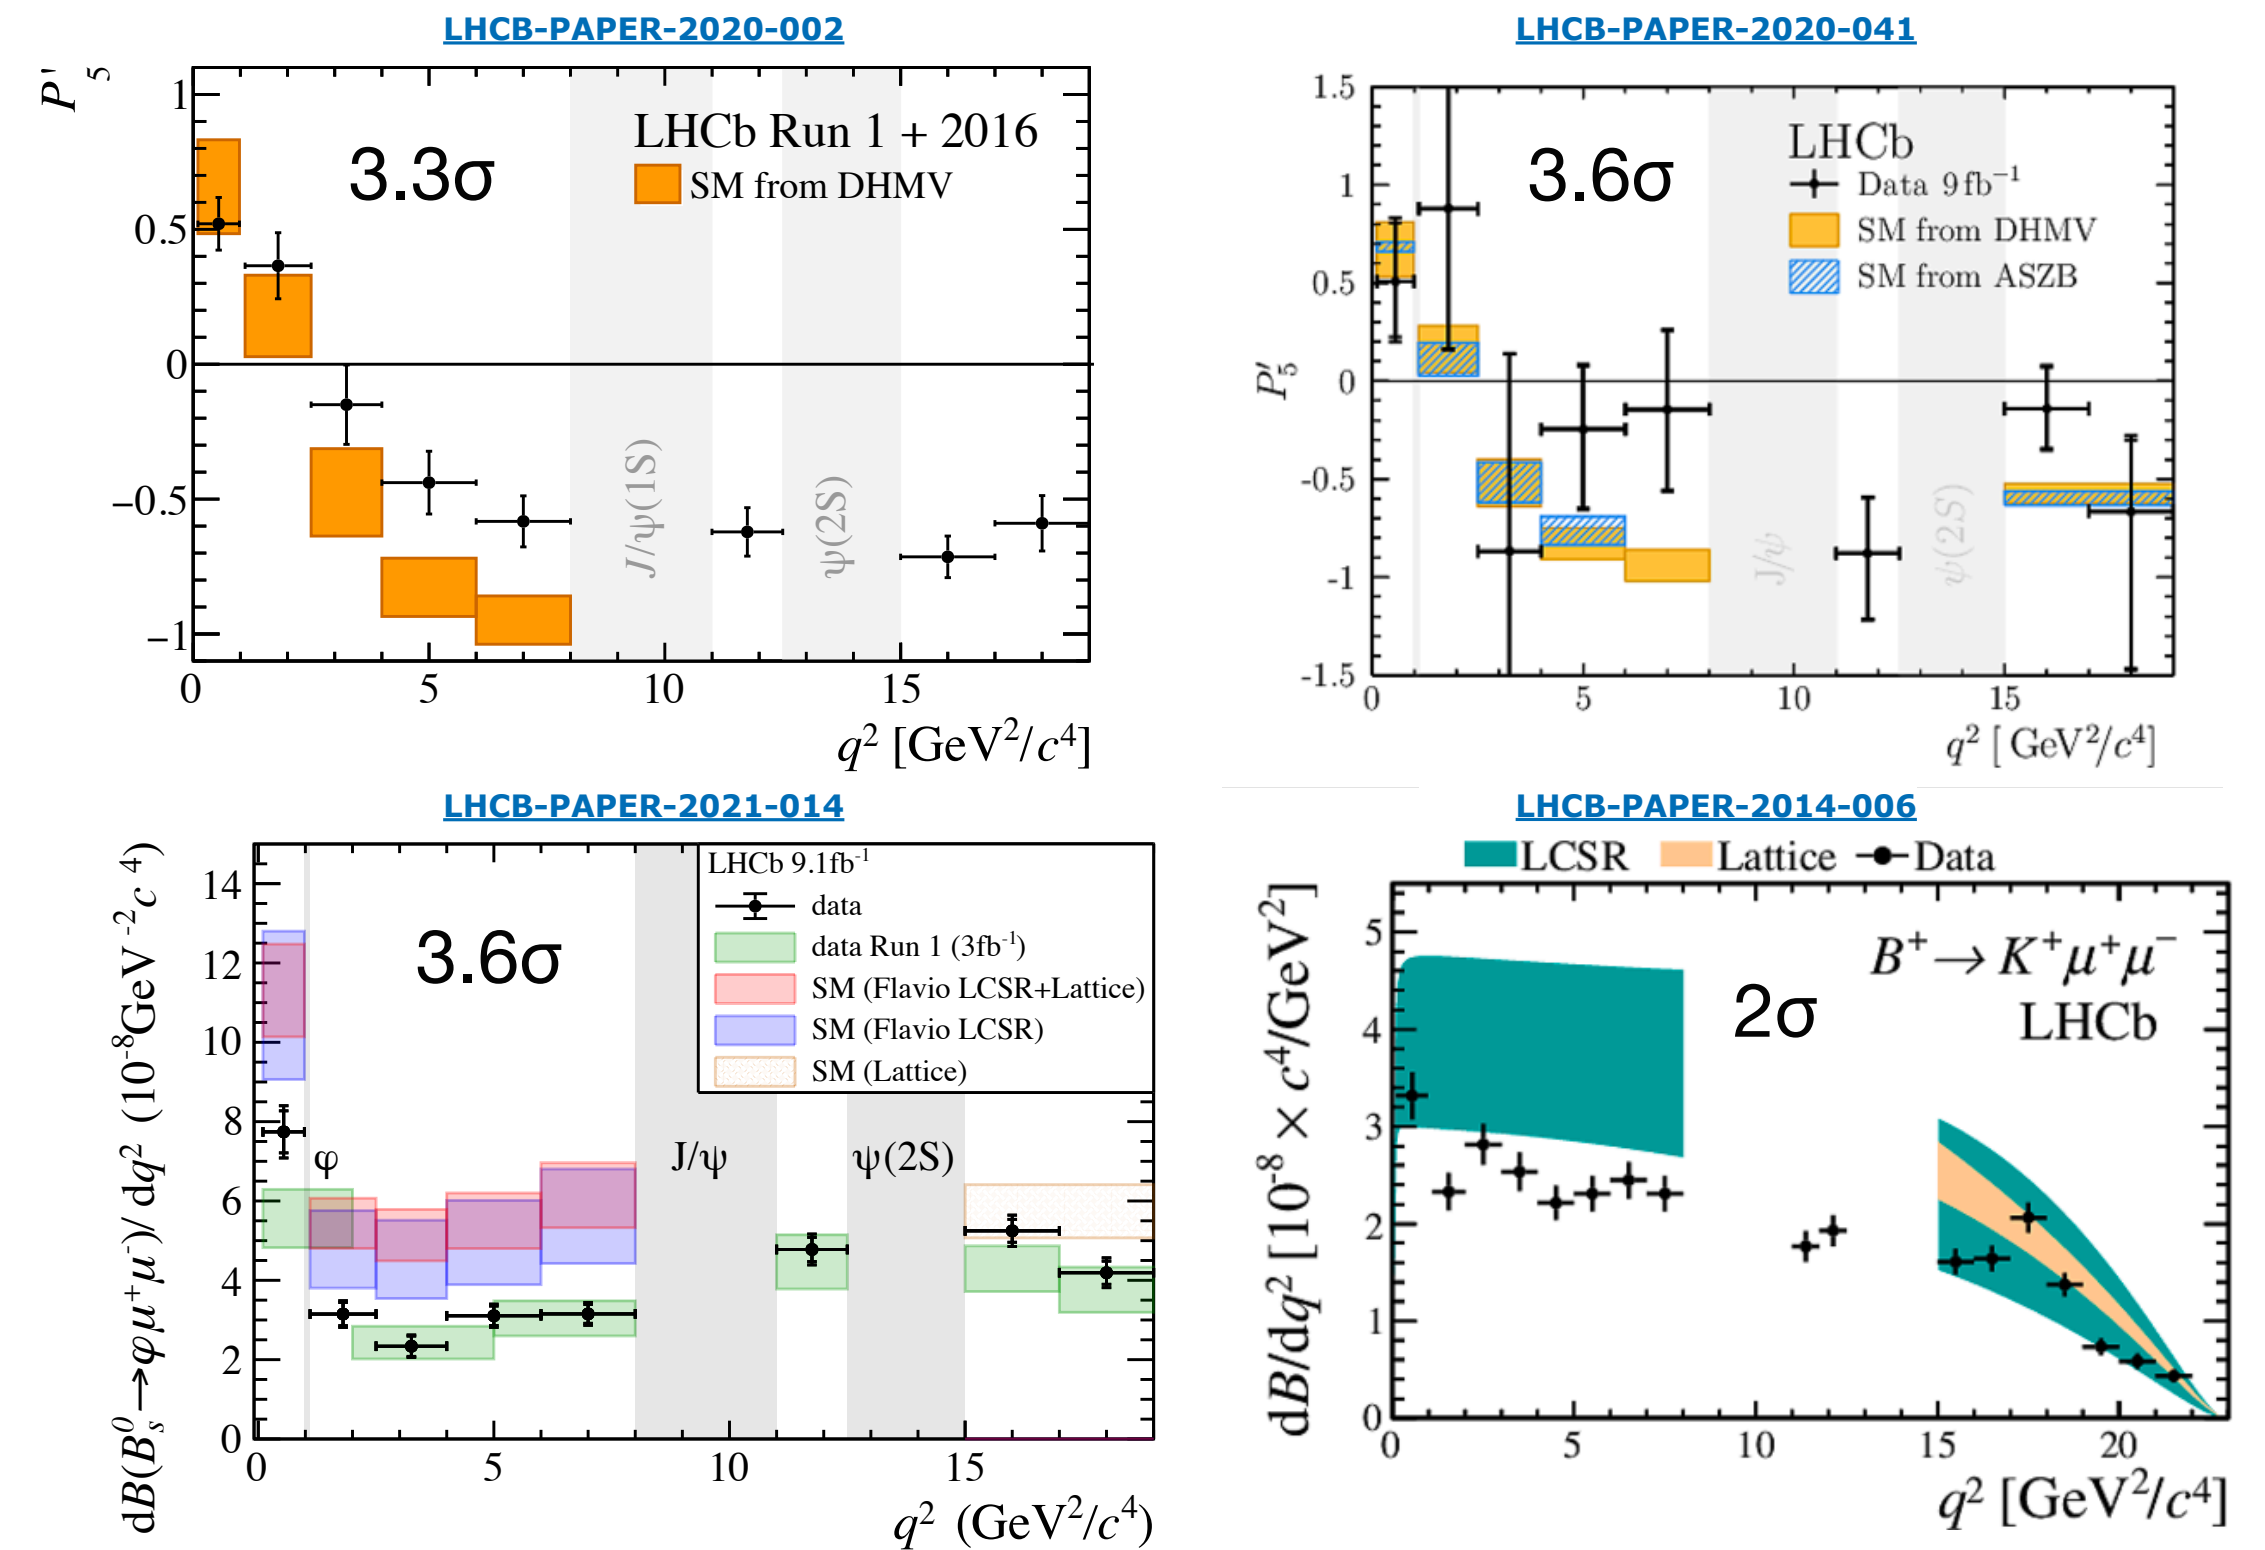 LHCB-PAPER-2020-002
P'5
LHCb Run 1 + 2016
SM from DHMV
3.3σ
1
0.5
0
−0.5
−1
J/ψ(1S)
ψ(2S)
0 5 10 15
q² [GeV²/c⁴]
LHCB-PAPER-2020-041
P'5
LHCb
Data 9 fb⁻¹
SM from DHMV
SM from ASZB
3.6σ
1.5
1
0.5
0
-0.5
-1
-1.5
J/ψ
ψ(2S)
0 5 10 15
q² [ GeV²/c⁴]
LHCB-PAPER-2021-014
dB(B⁰s→φμ⁺μ⁻)/ dq² (10⁻⁸GeV⁻²c⁴)
LHCb 9.1fb⁻¹
data
data Run 1 (3fb⁻¹)
SM (Flavio LCSR+Lattice)
SM (Flavio LCSR)
SM (Lattice)
3.6σ
14
12
10
8
6
4
2
0
φ
J/ψ
ψ(2S)
0 5 10 15
q² (GeV²/c⁴)
LHCB-PAPER-2014-006
LCSR Lattice Data
dB/dq² [10⁻⁸ × c⁴/GeV²]
B⁺→K⁺μ⁺μ⁻
LHCb
2σ
5
4
3
2
1
0
0 5 10 15 20
q² [GeV²/c⁴]